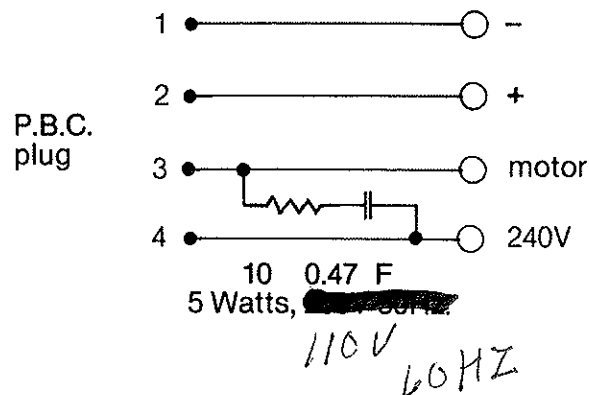 1 −
2 +
P.B.C.
plug
3 motor
4 240V
10 0.47 F
5 Watts,
110V
60HZ